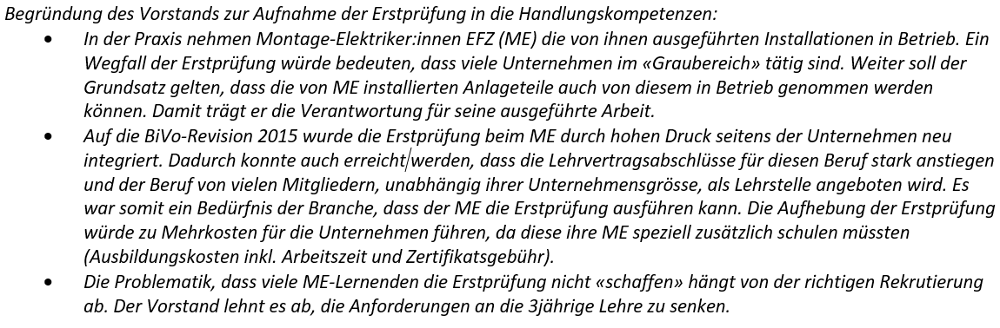 Begründung des Vorstands zur Aufnahme der Erstprüfung in die Handlungskompetenzen:
• In der Praxis nehmen Montage-Elektriker:innen EFZ (ME) die von ihnen ausgeführten Installationen in Betrieb. Ein
Wegfall der Erstprüfung würde bedeuten, dass viele Unternehmen im «Graubereich» tätig sind. Weiter soll der
Grundsatz gelten, dass die von ME installierten Anlageteile auch von diesem in Betrieb genommen werden
können. Damit trägt er die Verantwortung für seine ausgeführte Arbeit.
• Auf die BiVo-Revision 2015 wurde die Erstprüfung beim ME durch hohen Druck seitens der Unternehmen neu
integriert. Dadurch konnte auch erreicht werden, dass die Lehrvertragsabschlüsse für diesen Beruf stark anstiegen
und der Beruf von vielen Mitgliedern, unabhängig ihrer Unternehmensgrösse, als Lehrstelle angeboten wird. Es
war somit ein Bedürfnis der Branche, dass der ME die Erstprüfung ausführen kann. Die Aufhebung der Erstprüfung
würde zu Mehrkosten für die Unternehmen führen, da diese ihre ME speziell zusätzlich schulen müssten
(Ausbildungskosten inkl. Arbeitszeit und Zertifikatsgebühr).
• Die Problematik, dass viele ME-Lernenden die Erstprüfung nicht «schaffen» hängt von der richtigen Rekrutierung
ab. Der Vorstand lehnt es ab, die Anforderungen an die 3jährige Lehre zu senken.